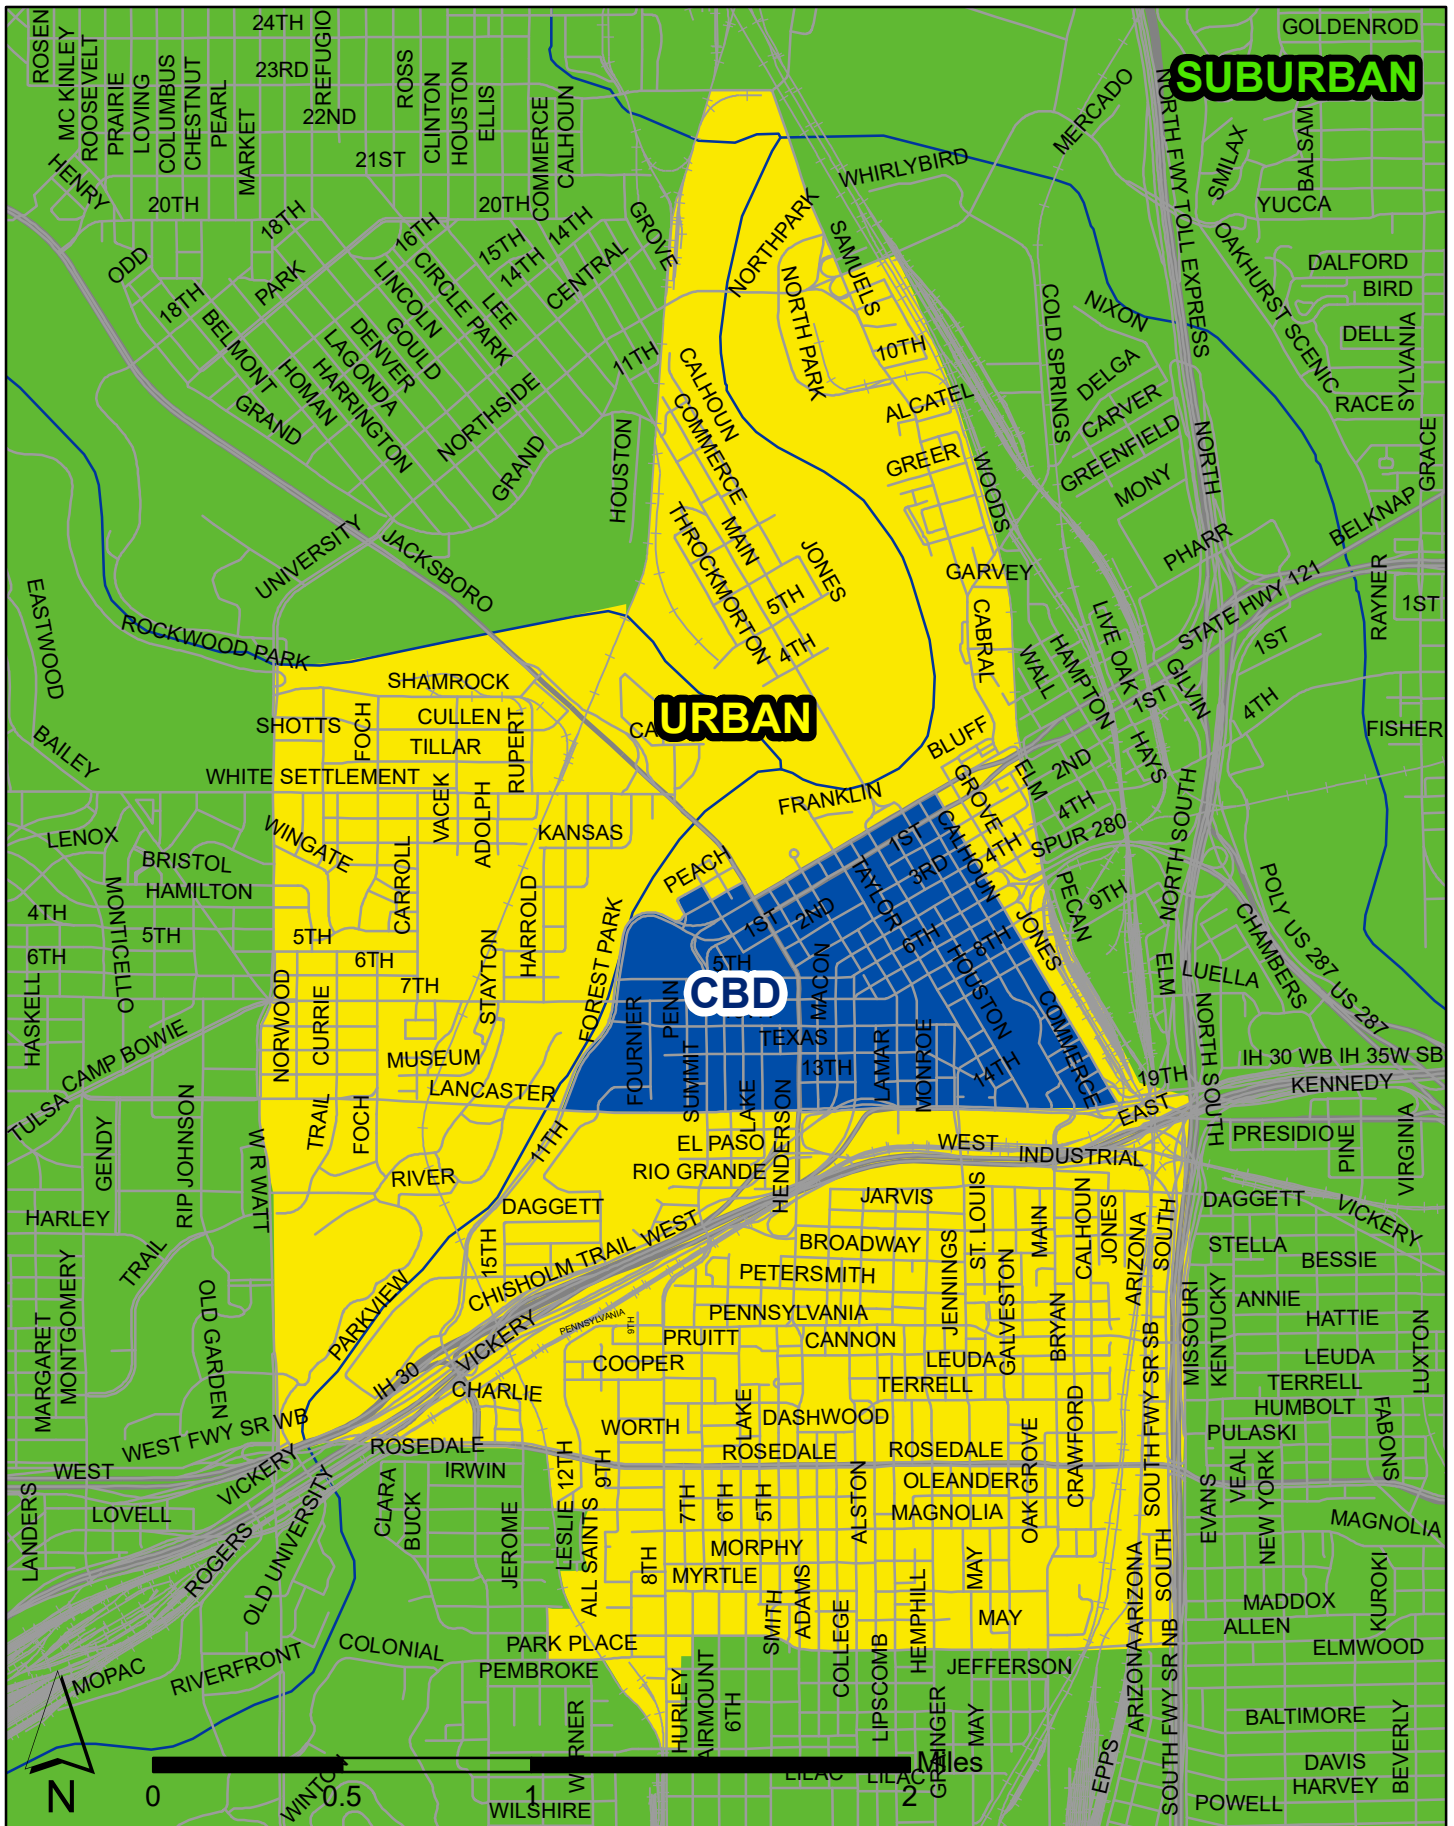 24TH
GOLDENROD
ROSEN
MC KINLEY
ROOSEVELT
PRAIRIE
LOVING
COLUMBUS
CHESTNUT
PEARL
MARKET
23RD
REFUGIO
22ND
ROSS
CLINTON
HOUSTON
ELLIS
COMMERCE
CALHOUN
SUBURBAN
MERCADO
NORTH FWY TOLL EXPRESS
SMILAX
BALSAM
21ST
HENRY
20TH
20TH
WHIRLYBIRD
YUCCA
18TH
16TH
15TH
14TH
14TH
GROVE
NORTHPARK
SAMUELS
OAKHURST SCENIC
ODD
PARK
CENTRAL
DALFORD
BIRD
18TH
LINCOLN
CIRCLE PARK
LEE
NORTH PARK
COLD SPRINGS
NIXON
DELL
SYLVANIA
BELMONT
GOULD
DENVER
LAGONDA
HARRINGTON
HOMAN
11TH
CALHOUN
10TH
DELGA
GRAND
NORTHSIDE
COMMERCE
ALCATEL
CARVER
RACE
GRACE
GRAND
HOUSTON
GREER
GREENFIELD
NORTH
MONY
WOODS
UNIVERSITY
JACKSBORO
THROCKMORTON
MAIN
JONES
PHARR
BELKNAP
EASTWOOD
ROCKWOOD PARK
5TH
4TH
GARVEY
CABRAL
STATE HWY 121
RAYNER
1ST
WALL
HAMPTON
LIVE OAK
1ST
GILVIN
1ST
4TH
SHAMROCK
SHOTTS
FOCH
CULLEN
TILLAR
RUPERT
URBAN
BLUFF
HAYS
FISHER
BAILEY
WHITE SETTLEMENT
VACEK
ADOLPH
FRANKLIN
GROVE
ELM
2ND
4TH
SPUR 280
NORTH SOUTH
LENOX
WINGATE
CARROLL
KANSAS
PEACH
1ST
3RD
CALHOUN
4TH
BRISTOL
HAMILTON
MONTICELLO
HARROLD
TAYLOR
PECAN
9TH
POLY US 287
US 287
4TH
5TH
6TH
HASKELL
5TH
6TH
7TH
STAYTON
FOREST PARK
1ST
2ND
6TH
8TH
JONES
CHAMBERS
ELM
LUELLA
5TH
CBD
MACON
HOUSTON
NORWOOD
CURRIE
FOURNIER
PENN
TEXAS
COMMERCE
NORTH SOUTH
IH 30 WB IH 35W SB
TULSA
CAMP BOWIE
MUSEUM
LANCASTER
SUMMIT
LAKE
13TH
LAMAR
MONROE
14TH
19TH
KENNEDY
GENDY
RIP JOHNSON
W R WATT
TRAIL
FOCH
11TH
HENDERSON
EAST
PRESIDIO
PINE
VIRGINIA
EL PASO
WEST
INDUSTRIAL
RIO GRANDE
RIVER
HARLEY
DAGGETT
JARVIS
ST. LOUIS
MAIN
CALHOUN
JONES
ARIZONA
SOUTH
DAGGETT
VICKERY
TRAIL
15TH
CHISHOLM TRAIL
WEST
BROADWAY
STELLA
BESSIE
MARGARET
MONTGOMERY
OLD GARDEN
PARKVIEW
PETERSMITH
JENNINGS
GALVESTON
BRYAN
MISSOURI
KENTUCKY
ANNIE
PENNSYLVANIA
9TH
PENNSYLVANIA
VICKERY
PRUITT
CANNON
HATTIE
LUXTON
IH 30
COOPER
LEUDA
LEUDA
CHARLIE
TERRELL
TERRELL
WEST FWY SR WB
WORTH
LAKE
DASHWOOD
CRAWFORD
SOUTH FWY SR SB
HUMBOLT
FABONS
ROSEDALE
ROSEDALE
ROSEDALE
PULASKI
WEST
VICKERY
IRWIN
12TH
9TH
OLEANDER
OAK GROVE
VEAL
LANDERS
LOVELL
OLD UNIVERSITY
CLARA
BUCK
JEROME
LESLIE
ALL SAINTS
7TH
6TH
5TH
ALSTON
MAGNOLIA
EVANS
NEW YORK
MAGNOLIA
ROGERS
8TH
MORPHY
MYRTLE
MAY
ARIZONA
SOUTH
SMITH
ADAMS
COLLEGE
HEMPHILL
MAY
MADDOX
ALLEN
KUROKI
ELMWOOD
COLONIAL
PARK PLACE
PEMBROKE
MOPAC
RIVERFRONT
HURLEY
6TH
LIPSCOMB
JEFFERSON
MAY
ARIZONA
SOUTH FWY SR NB
BALTIMORE
BEVERLY
EPPS
DAVIS
HARVEY
POWELL
Miles
N
0
0.5
1
2
WILSHIRE
LILAC